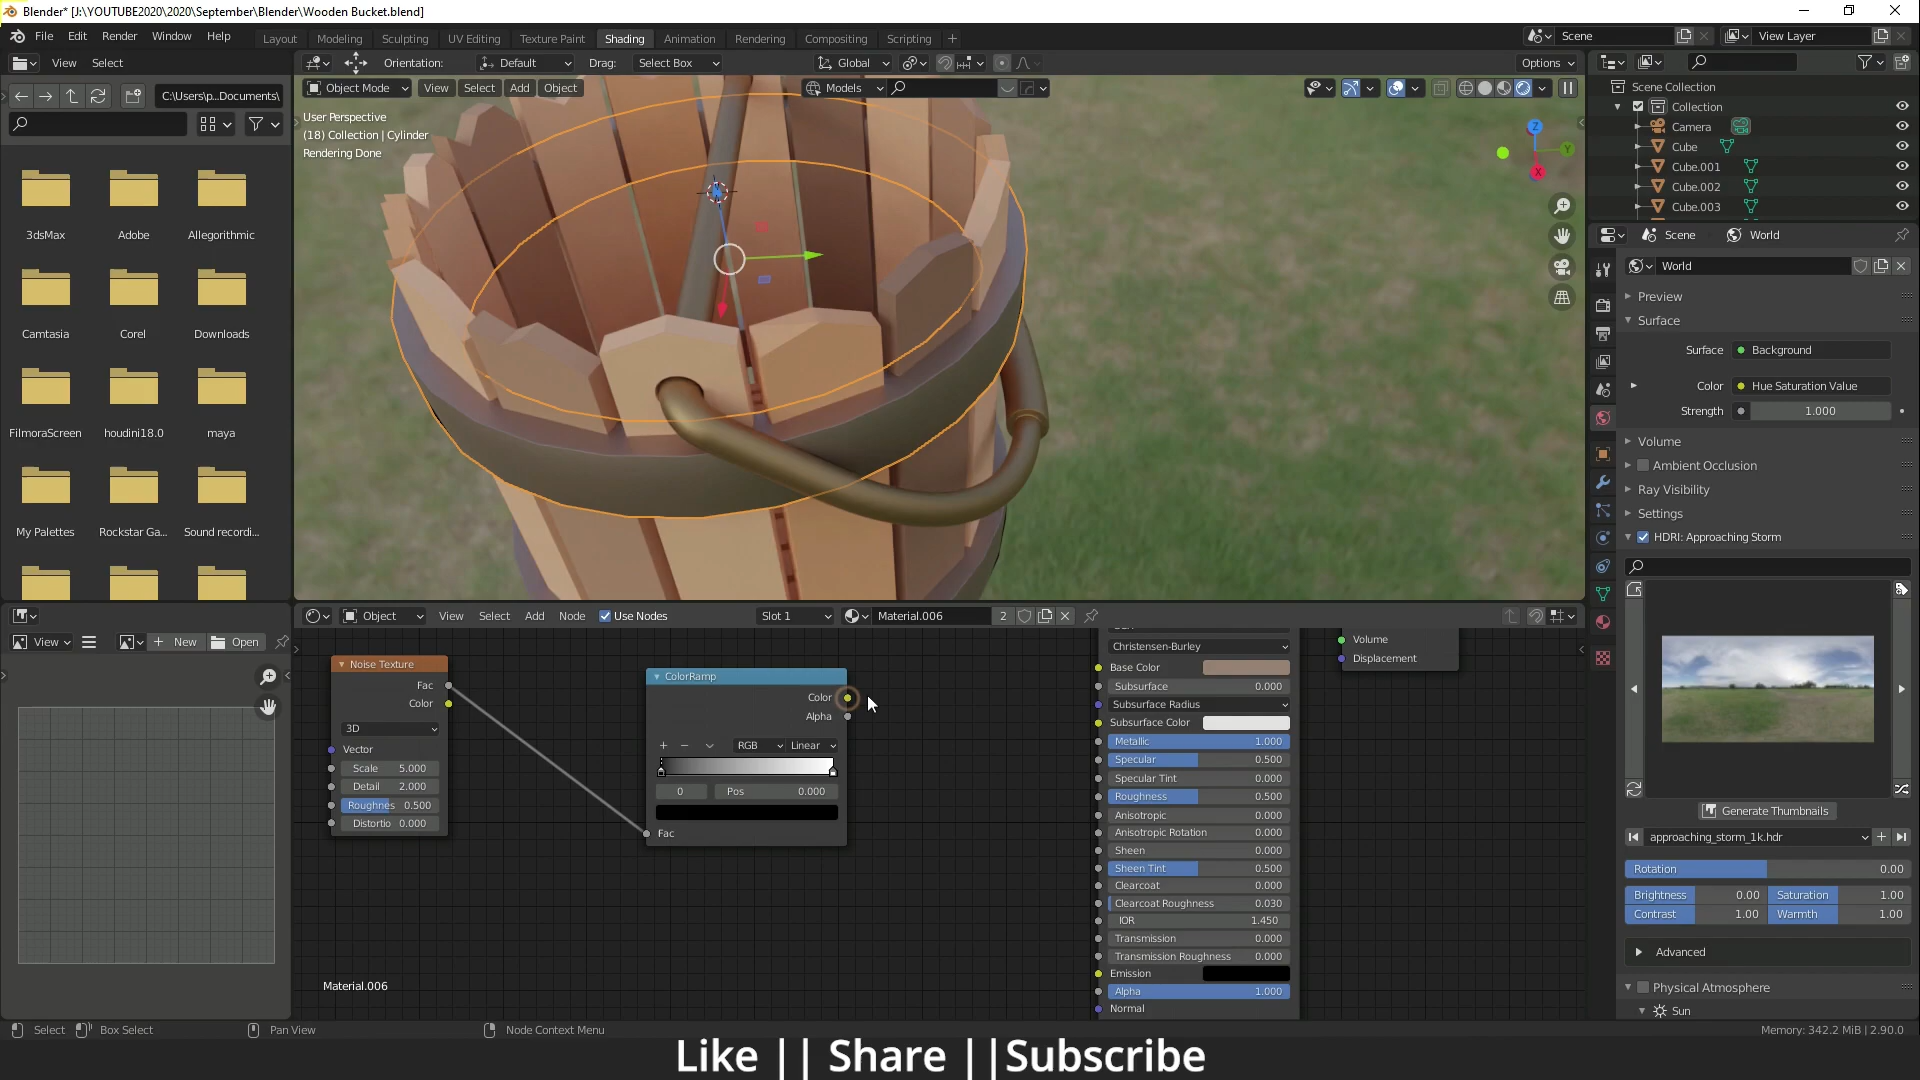 Blender* [J:\YOUTUBE2020\2020\September\Blender\Wooden Bucket.blend]
File Edit Render Window Help Layout Modeling Sculpting UV Editing Texture Paint Shading Animation Rendering Compositing Scripting + Scene View Layer
View Select Orientation: Default Drag: Select Box Global Options
C:\Users\p...Documents\ Object Mode View Select Add Object Models
User Perspective
(18) Collection | Cylinder
Rendering Done
Z
Y
X
3dsMax Adobe Allegorithmic
Camtasia Corel Downloads
FilmoraScreen houdini18.0 maya
My Palettes Rockstar Ga... Sound recordi...
Scene Collection
Collection
Camera
Cube
Cube.001
Cube.002
Cube.003
Scene World
World
Preview
Surface
Surface Background
Color Hue Saturation Value
Strength 1.000
Volume
Ambient Occlusion
Ray Visibility
Settings
HDRI: Approaching Storm
Generate Thumbnails
approaching_storm_1k.hdr
Rotation 0.00
Brightness 0.00 Saturation 1.00
Contrast 1.00 Warmth 1.00
Advanced
Physical Atmosphere
Sun
Object View Select Add Node Use Nodes Slot 1 Material.006 2
View New Open
Noise Texture
Fac
Color
3D
Vector
Scale 5.000
Detail 2.000
Roughnes 0.500
Distortio 0.000
ColorRamp
Color
Alpha
RGB Linear
0 Pos 0.000
Fac
Christensen-Burley
Base Color
Subsurface 0.000
Subsurface Radius
Subsurface Color
Metallic 1.000
Specular 0.500
Specular Tint 0.000
Roughness 0.500
Anisotropic 0.000
Anisotropic Rotation 0.000
Sheen 0.000
Sheen Tint 0.500
Clearcoat 0.000
Clearcoat Roughness 0.030
IOR 1.450
Transmission 0.000
Transmission Roughness 0.000
Emission
Alpha 1.000
Normal
Volume
Displacement
Material.006
Select Box Select Pan View Node Context Menu Memory: 342.2 MiB | 2.90.0
Like || Share ||Subscribe